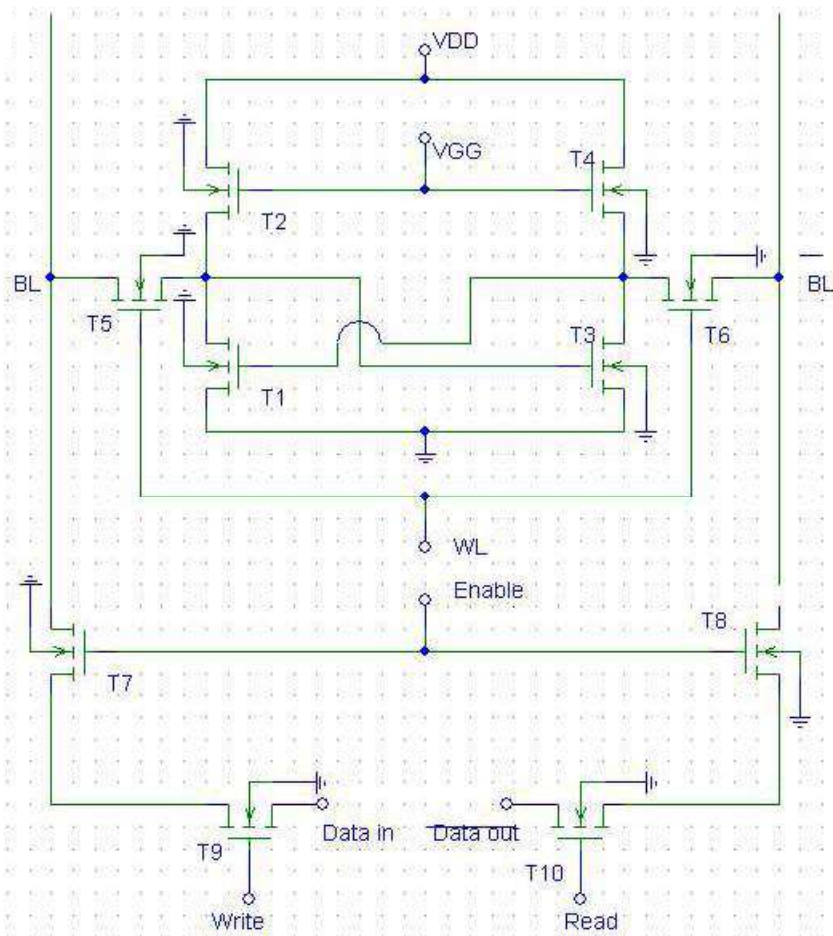 VDD
VGG
T4
T2
BL
BL
T5
T3
T6
T1
WL
Enable
T8
T7
Data in
Data out
T9
T10
Write
Read